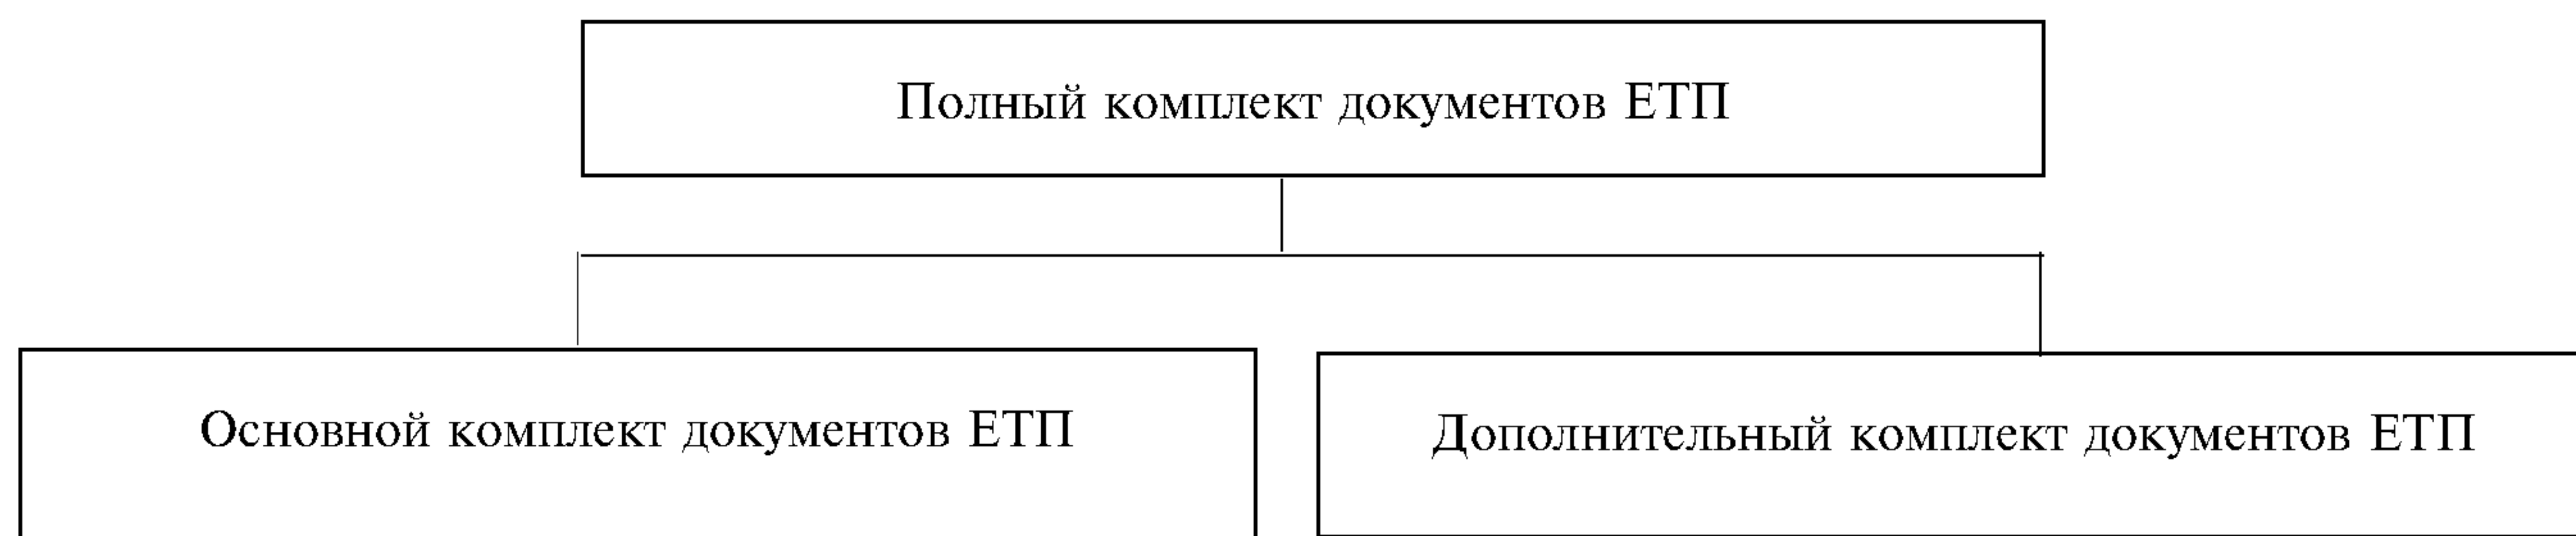 Полный комплект документов ЕТП
Основной комплект документов ЕТП
Дополнительный комплект документов ЕТП